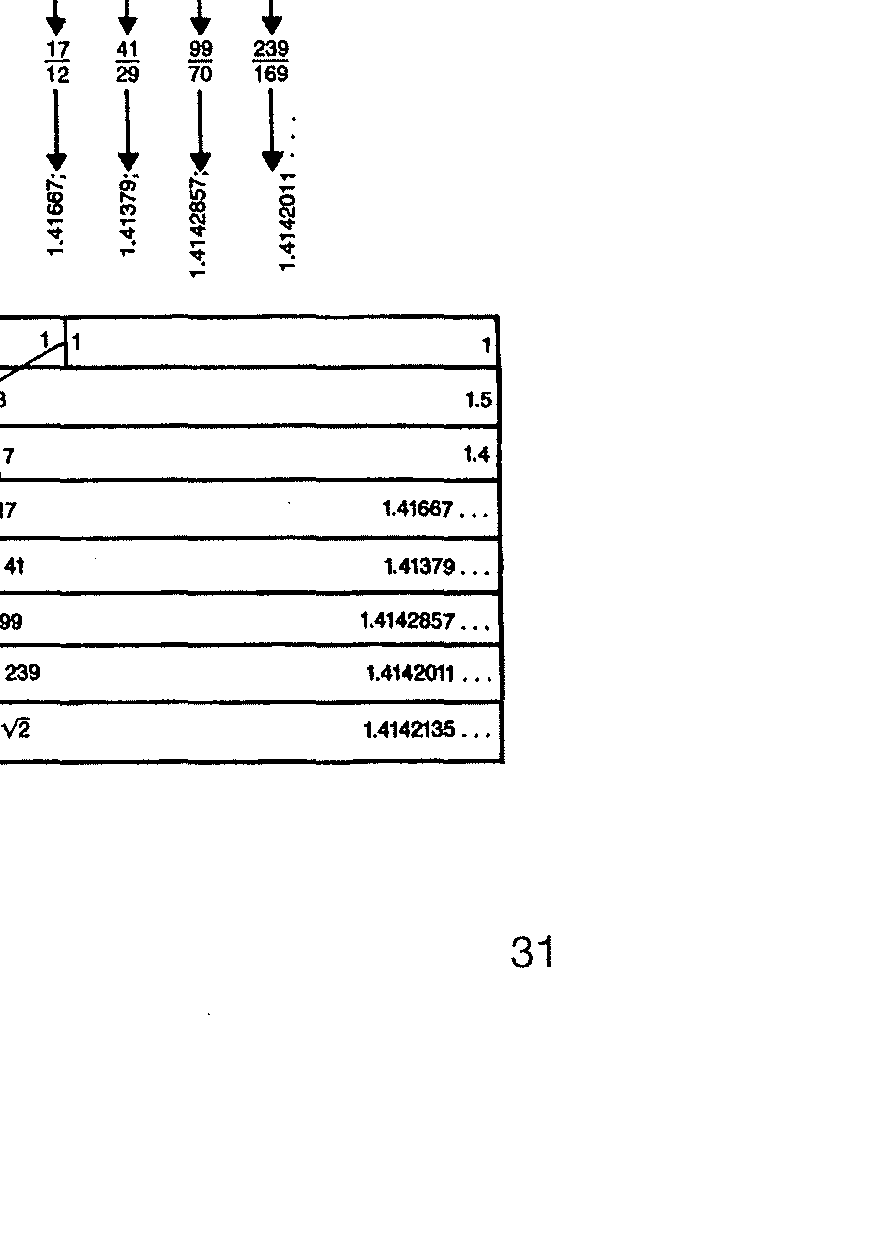 17 41 99 239
12 29 70 169
1.41667; 1.41379; 1.4142857; 1.4142011 . . .
1 1 1
3 1.5
7 1.4
17 1.41667 . . .
41 1.41379 . . .
99 1.4142857 . . .
239 1.4142011 . . .
√2 1.4142135 . . .
31